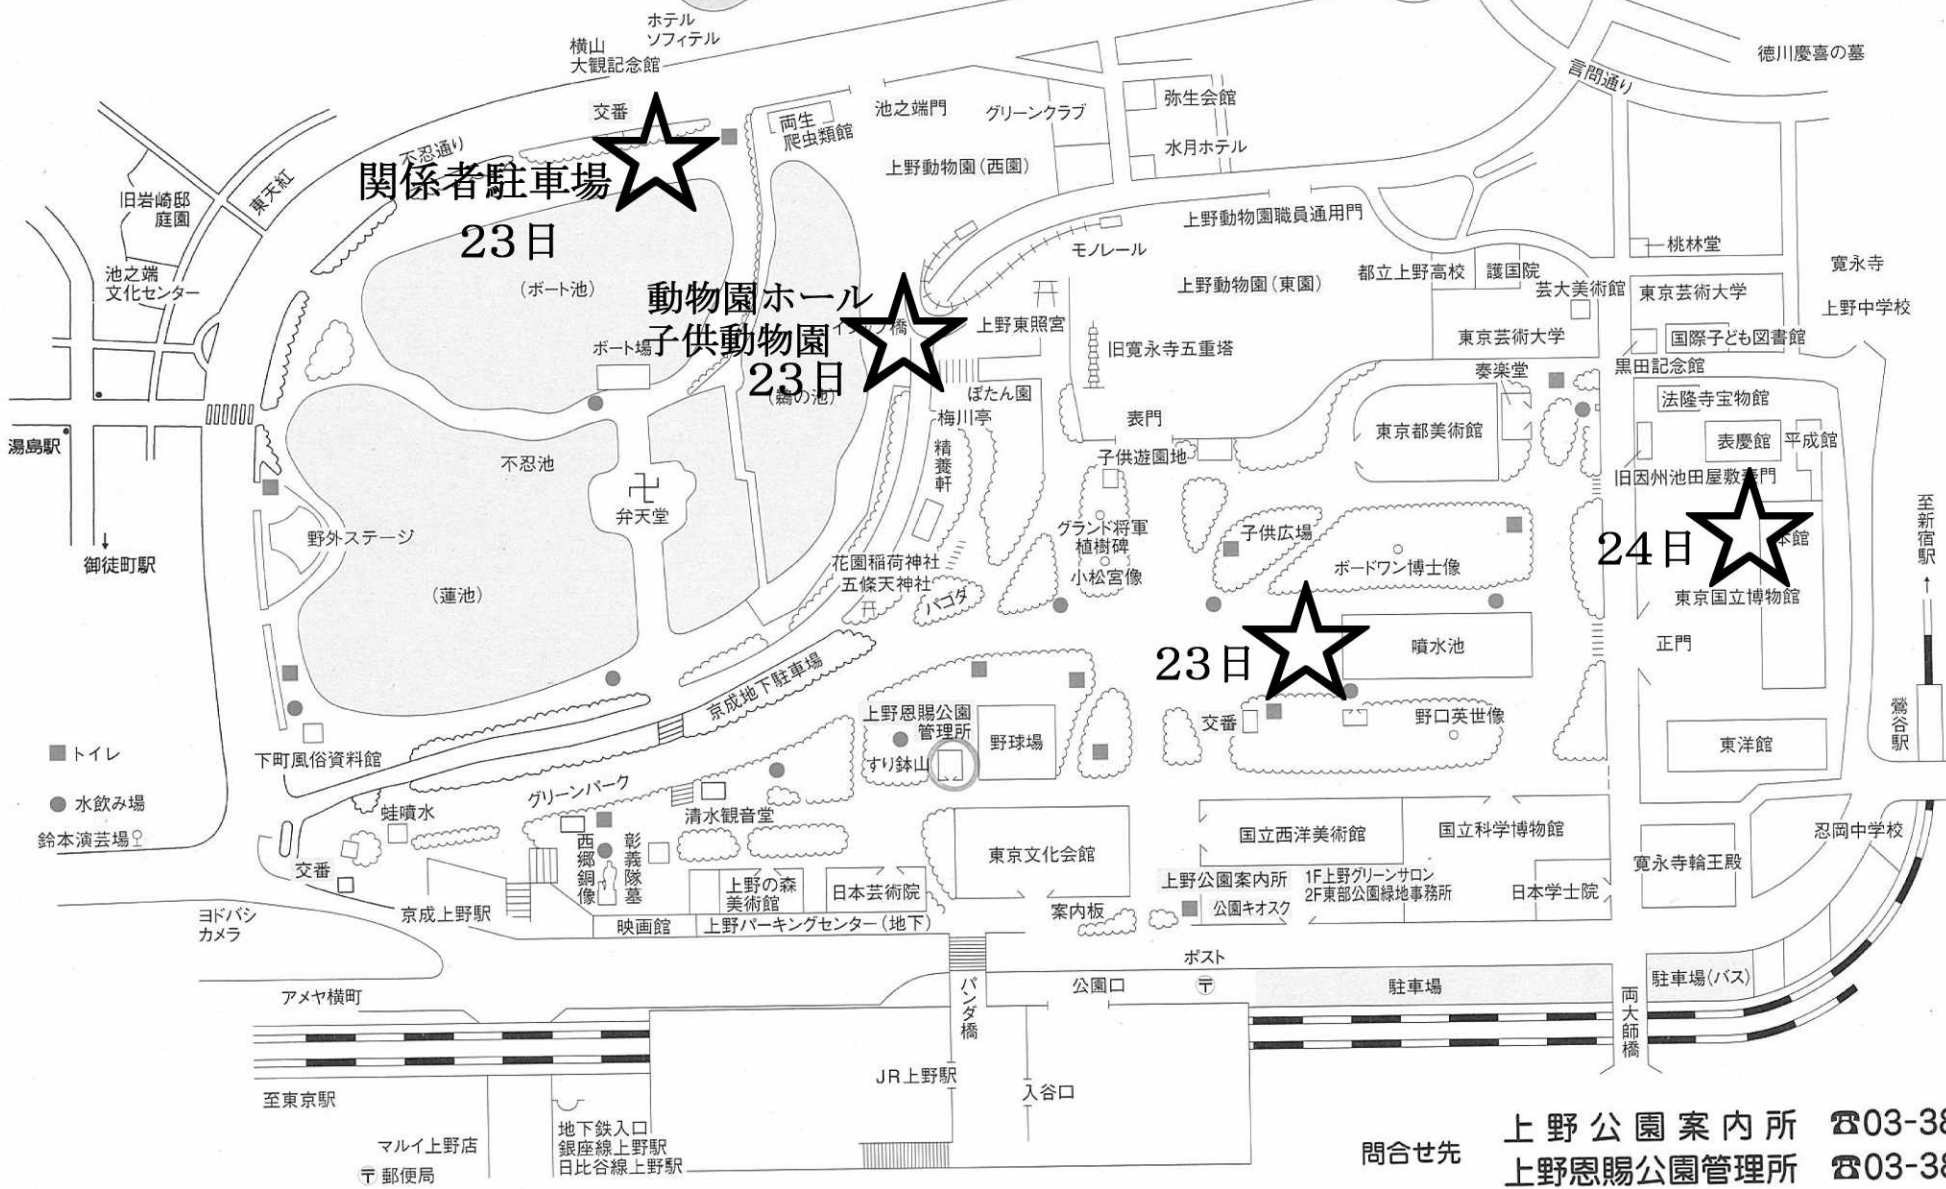 ホテル
ソフィテル
横山
大観記念館
交番
不忍通り
東天紅
関係者駐車場
23日
旧岩崎邸
庭園
池之端
文化センター
両生
爬虫類館
池之端門
グリーンクラブ
弥生会館
水月ホテル
上野動物園(西園)
言問通り
徳川慶喜の墓
上野動物園職員通用門
モノレール
桃林堂
寛永寺
上野中学校
(ボート池)
動物園ホール
子供動物園
23日
橋
(鵜の池)
ボート場
上野東照宮
上野動物園(東園)
都立上野高校
護国院
芸大美術館
東京芸術大学
東京芸術大学
国際子ども図書館
黒田記念館
旧寛永寺五重塔
奏楽堂
法隆寺宝物館
表慶館
平成館
旧因州池田屋敷表門
ぼたん園
梅川亭
精養軒
表門
子供遊園地
東京都美術館
湯島駅
御徒町駅
不忍池
弁天堂
野外ステージ
(蓮池)
花園稲荷神社
五條天神社
パゴダ
グランド将軍
植樹碑
小松宮像
子供広場
ボードワン博士像
24日
本館
東京国立博物館
正門
至新宿駅
鶯谷駅
23日
噴水池
京成地下駐車場
上野恩賜公園
管理所
すり鉢山
野球場
交番
野口英世像
東洋館
トイレ
水飲み場
鈴本演芸場
下町風俗資料館
グリーンパーク
蛙噴水
清水観音堂
西郷銅像
彰義隊墓
交番
京成上野駅
上野の森
美術館
日本芸術院
映画館
上野パーキングセンター(地下)
東京文化会館
国立西洋美術館
国立科学博物館
寛永寺輪王殿
忍岡中学校
上野公園案内所
公園キオスク
1F上野グリーンサロン
2F東部公園緑地事務所
日本学士院
案内板
ヨドバシ
カメラ
アメヤ横町
パンダ橋
公園口
ポスト
〒
駐車場
駐車場(バス)
両大師橋
至東京駅
JR上野駅
入谷口
マルイ上野店
〒郵便局
地下鉄入口
銀座線上野駅
日比谷線上野駅
問合せ先
上野公園案内所 ☎03-38
上野恩賜公園管理所 ☎03-38